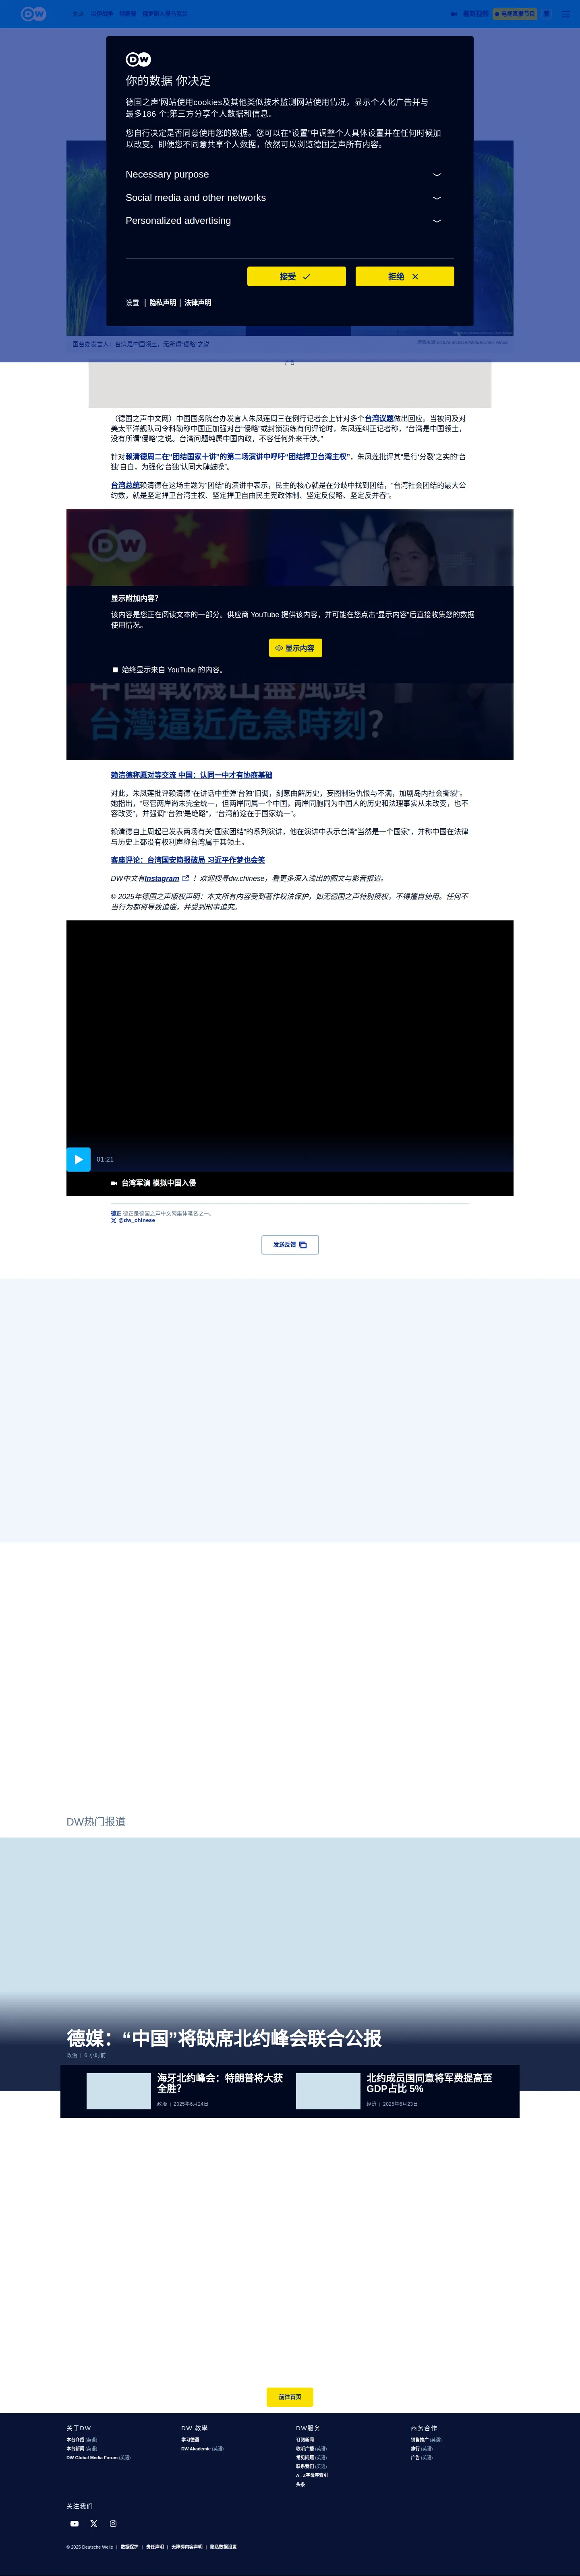 DW
最新视频
电视直播节目
DW
你的数据 你决定
德国之声'网站使用cookies及其他类似技术监测网站使用情况，显示个人化广告并与
最多186 个;第三方分享个人数据和信息。
您自行决定是否同意使用您的数据。您可以在“设置”中调整个人具体设置并在任何时候加
以改变。即便您不同意共享个人数据，依然可以浏览德国之声所有内容。
Necessary purpose
Social media and other networks
Personalized advertising
接受
拒绝
设置 | 隐私声明 | 法律声明
国台办发言人：台湾是中国领土，无所谓“侵略”之说
广告
（德国之声中文网）中国国务院台办发言人朱凤莲周三在例行记者会上针对多个台湾议题做出回应。当被问及对
美太平洋舰队司令科勒称中国正加强对台“侵略”或封锁演练有何评论时，朱凤莲纠正记者称，“台湾是中国领土，
没有所谓‘侵略’之说。台湾问题纯属中国内政，不容任何外来干涉。”
针对赖清德周二在“团结国家十讲”的第二场演讲中呼吁“团结捍卫台湾主权”，朱凤莲批评其“是行‘分裂’之实的‘台
独’自白，为强化‘台独’认同大肆鼓噪”。
台湾总统赖清德在这场主题为“团结”的演讲中表示，民主的核心就是在分歧中找到团结，“台湾社会团结的最大公
约数，就是坚定捍卫台湾主权、坚定捍卫自由民主宪政体制、坚定反侵略、坚定反并吞”。
DW
显示附加内容？
该内容是您正在阅读文本的一部分。供应商 YouTube 提供该内容，并可能在您点击“显示内容”后直接收集您的数据
使用情况。
显示内容
始终显示来自 YouTube 的内容。
中國戰機出盡風頭
台灣逼近危急時刻?
赖清德称愿对等交流 中国：认同一中才有协商基础
对此，朱凤莲批评赖清德“在讲话中重弹‘台独’旧调，刻意曲解历史，妄图制造仇恨与不满，加剧岛内社会撕裂”。
她指出，“尽管两岸尚未完全统一，但两岸同属一个中国，两岸同胞同为中国人的历史和法理事实从未改变，也不
容改变”，并强调“‘台独’是绝路”，“台湾前途在于国家统一”。
赖清德自上周起已发表两场有关“国家团结”的系列演讲，他在演讲中表示台湾“当然是一个国家”，并称中国在法律
与历史上都没有权利声称台湾属于其领土。
客座评论：台湾国安简报破局 习近平作梦也会笑
DW中文有Instagram ！欢迎搜寻dw.chinese，看更多深入浅出的图文与影音报道。
© 2025年德国之声版权声明：本文所有内容受到著作权法保护，如无德国之声特别授权，不得擅自使用。任何不
当行为都将导致追偿，并受到刑事追究。
01:21
台湾军演 模拟中国入侵
德正 德正是德国之声中文网集体笔名之一。
@dw_chinese
发送反馈
DW热门报道
德媒：“中国”将缺席北约峰会联合公报
政治 | 6 小时前
海牙北约峰会：特朗普将大获
全胜？
政治 | 2025年6月24日
北约成员国同意将军费提高至
GDP占比 5%
经济 | 2025年6月23日
前往首页
关于DW
本台介绍 (英语)
本台新闻 (英语)
DW Global Media Forum (英语)
DW 教學
学习德语
DW Akademie (英语)
DW服务
订阅新闻
收听广播 (英语)
常见问题 (英语)
联系我们 (英语)
A - Z字母序索引
头条
商务合作
销售推广 (英语)
旅行 (英语)
广告 (英语)
关注我们
© 2025 Deutsche Welle | 数据保护 | 责任声明 | 无障碍内容声明 | 隐私数据设置